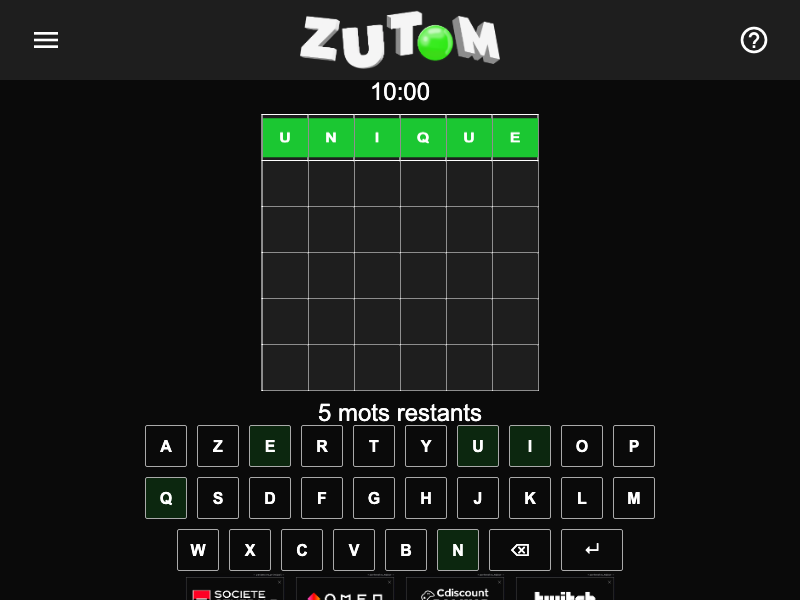 ZUTOM
10:00
U N I Q U E
5 mots restants
A Z E R T Y U I O P
Q S D F G H J K L M
W X C V B N
SOCIETE OMEN Cdiscount twitch